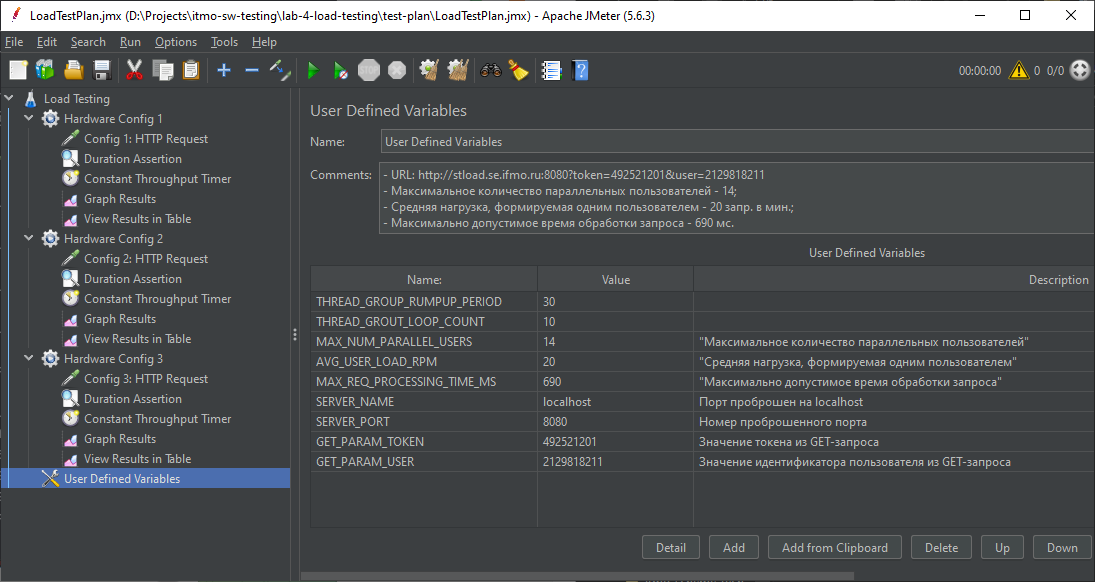 LoadTestPlan.jmx (D:\Projects\itmo-sw-testing\lab-4-load-testing\test-plan\LoadTestPlan.jmx) - Apache JMeter (5.6.3)
File Edit Search Run Options Tools Help
STOP
00:00:00 0 0/0
Load Testing
Hardware Config 1
Config 1: HTTP Request
Duration Assertion
Constant Throughput Timer
Graph Results
View Results in Table
Hardware Config 2
Config 2: HTTP Request
Duration Assertion
Constant Throughput Timer
Graph Results
View Results in Table
Hardware Config 3
Config 3: HTTP Request
Duration Assertion
Constant Throughput Timer
Graph Results
View Results in Table
User Defined Variables
User Defined Variables
Name: User Defined Variables
Comments: - URL: http://stload.se.ifmo.ru:8080?token=492521201&user=2129818211
- Максимальное количество параллельных пользователей - 14;
- Средняя нагрузка, формируемая одним пользователем - 20 запр. в мин.;
- Максимально допустимое время обработки запроса - 690 мс.
User Defined Variables
Name: Value Description
THREAD_GROUP_RUMPUP_PERIOD 30
THREAD_GROUT_LOOP_COUNT 10
MAX_NUM_PARALLEL_USERS 14 "Максимальное количество параллельных пользователей"
AVG_USER_LOAD_RPM 20 "Средняя нагрузка, формируемая одним пользователем"
MAX_REQ_PROCESSING_TIME_MS 690 "Максимально допустимое время обработки запроса"
SERVER_NAME localhost Порт проброшен на localhost
SERVER_PORT 8080 Номер проброшенного порта
GET_PARAM_TOKEN 492521201 Значение токена из GET-запроса
GET_PARAM_USER 2129818211 Значение идентификатора пользователя из GET-запроса
Detail Add Add from Clipboard Delete Up Down